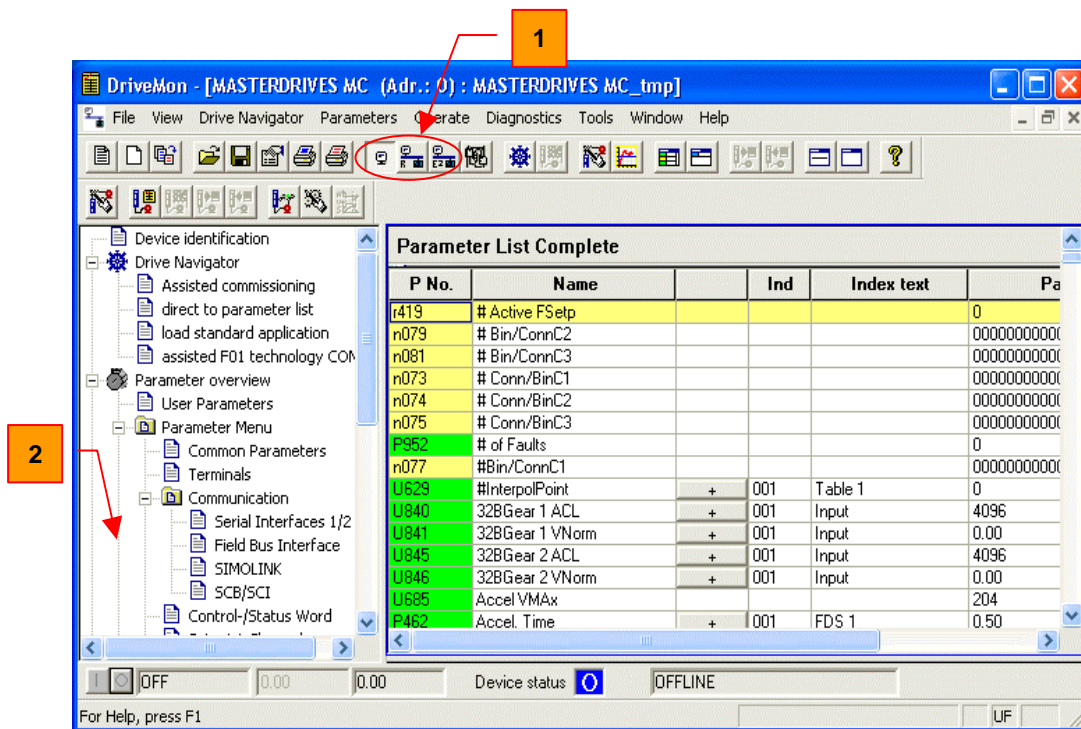 1
DriveMon - [MASTERDRIVES MC (Adr.: 0) : MASTERDRIVES MC_tmp]
File View Drive Navigator Parameters Operate Diagnostics Tools Window Help
Device identification
Drive Navigator
Assisted commissioning
direct to parameter list
load standard application
assisted F01 technology CON
Parameter overview
User Parameters
Parameter Menu
Common Parameters
Terminals
Communication
Serial Interfaces 1/2
Field Bus Interface
SIMOLINK
SCB/SCI
Control-/Status Word
2
Parameter List Complete
P No. Name Ind Index text Pa
r419 # Active FSetp 0
n079 # Bin/ConnC2 00000000000
n081 # Bin/ConnC3 00000000000
n073 # Conn/BinC1 00000000000
n074 # Conn/BinC2 00000000000
n075 # Conn/BinC3 00000000000
P952 # of Faults 0
n077 #Bin/ConnC1 00000000000
U629 #InterpolPoint + 001 Table 1 0
U840 32BGear 1 ACL + 001 Input 4096
U841 32BGear 1 VNorm + 001 Input 0.00
U845 32BGear 2 ACL + 001 Input 4096
U846 32BGear 2 VNorm + 001 Input 0.00
U685 Accel VMAx 204
P462 Accel. Time + 001 FDS 1 0.50
OFF 0.00 0.00 Device status OFFLINE
For Help, press F1 UF